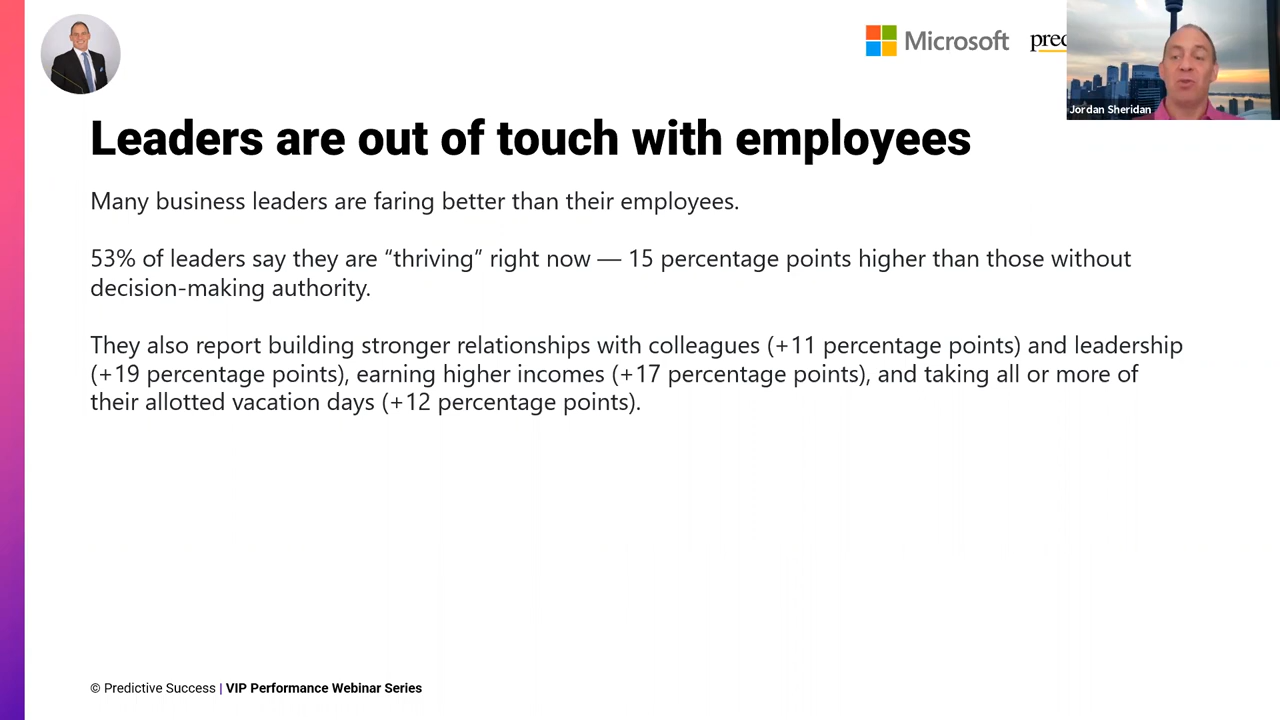 Microsoft
Jordan Sheridan
Leaders are out of touch with employees
Many business leaders are faring better than their employees.
53% of leaders say they are “thriving” right now — 15 percentage points higher than those without
decision-making authority.
They also report building stronger relationships with colleagues (+11 percentage points) and leadership
(+19 percentage points), earning higher incomes (+17 percentage points), and taking all or more of
their allotted vacation days (+12 percentage points).
© Predictive Success | VIP Performance Webinar Series